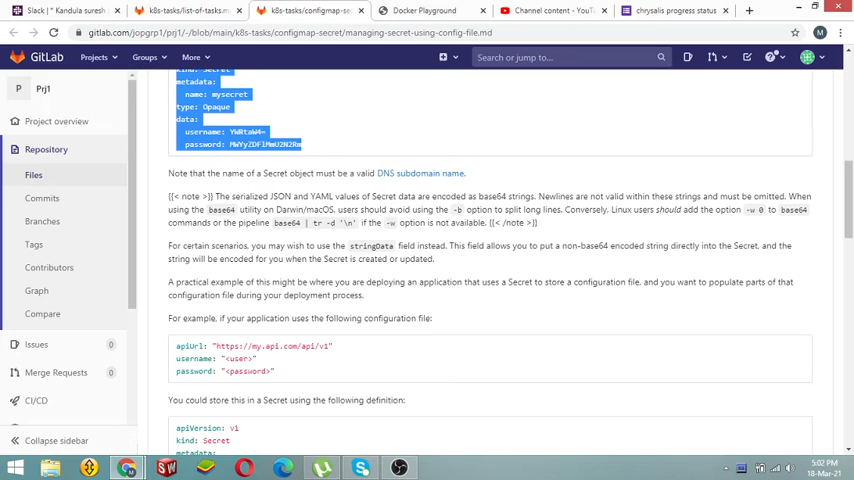 Slack | * Kandula suresh
k8s-tasks/list-of-tasks.m
k8s-tasks/configmap-sec
Docker Playground
Channel content - YouT
chrysalis progress status
gitlab.com/jopgrp1/prj1/-/blob/main/k8s-tasks/configmap-secret/managing-secret-using-config-file.md
GitLab
Projects
Groups
More
Search or jump to...
M
P
Prj1
Project overview
Repository
Files
Commits
Branches
Tags
Contributors
Graph
Compare
Issues 0
Merge Requests 0
CI/CD
Collapse sidebar
kind: Secret
metadata:
name: mysecret
type: Opaque
data:
username: YWRtaW4=
password: MWYyZDFlMmU2N2Rm
Note that the name of a Secret object must be a valid DNS subdomain name.
{{< note >}} The serialized JSON and YAML values of Secret data are encoded as base64 strings. Newlines are not valid within these strings and must be omitted. When
using the base64 utility on Darwin/macOS, users should avoid using the -b option to split long lines. Conversely, Linux users should add the option -w 0 to base64
commands or the pipeline base64 | tr -d '\n' if the -w option is not available. {{< /note >}}
For certain scenarios, you may wish to use the stringData field instead. This field allows you to put a non-base64 encoded string directly into the Secret, and the
string will be encoded for you when the Secret is created or updated.
A practical example of this might be where you are deploying an application that uses a Secret to store a configuration file, and you want to populate parts of that
configuration file during your deployment process.
For example, if your application uses the following configuration file:
apiUrl: "https://my.api.com/api/v1"
username: "<user>"
password: "<password>"
You could store this in a Secret using the following definition:
apiVersion: v1
kind: Secret
metadata:
5:02 PM
18-Mar-21